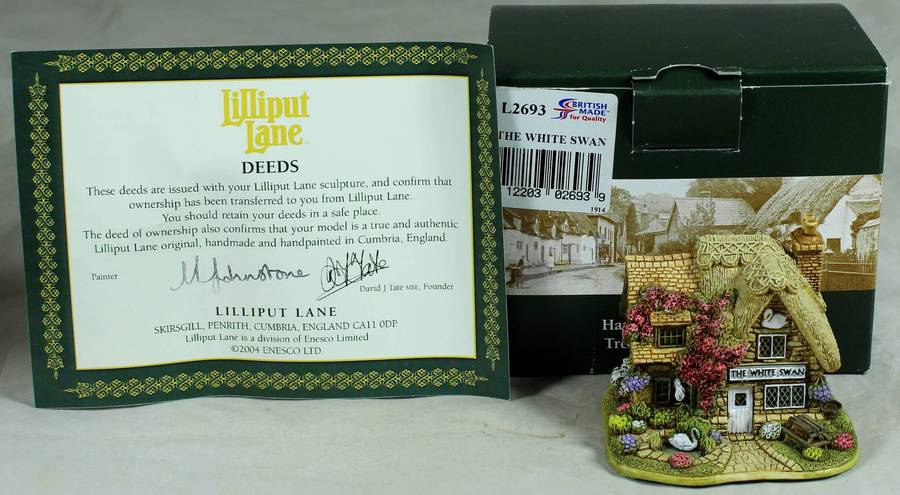 Lilliput
Lane
DEEDS
These deeds are issued with your Lilliput Lane sculpture, and confirm that
ownership has been transferred to you from Lilliput Lane.
You should retain your deeds in a safe place.
The deed of ownership also confirms that your model is a true and authentic
Lilliput Lane original, handmade and handpainted in Cumbria, England.
Painter
M Johnstone
David J Tate MBE, Founder
LILLIPUT LANE
SKIRSGILL, PENRITH, CUMBRIA, ENGLAND CA11 0DP.
Lilliput Lane is a division of Enesco Limited
©2004 ENESCO LTD.
L2693
BRITISH
MADE
for Quality
THE WHITE SWAN
12203 02693 9
1914
Ha
Tre
THE WHITE SWAN